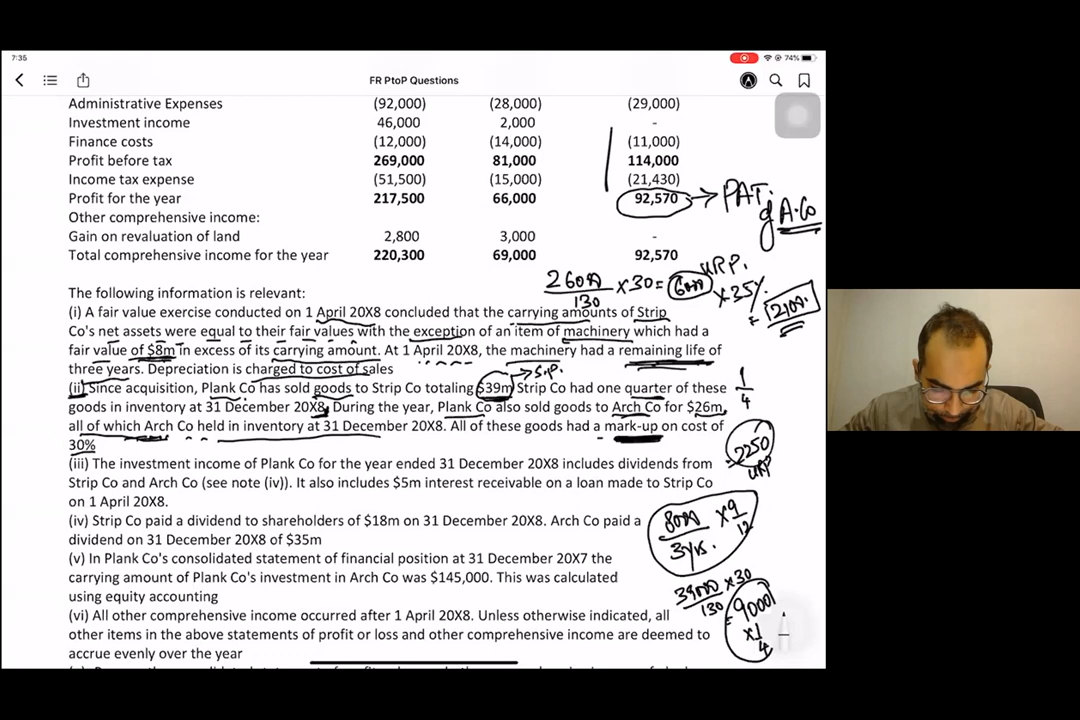 7:35
74%
FR PtoP Questions
Administrative Expenses (92,000) (28,000) (29,000)
Investment income 46,000 2,000 -
Finance costs (12,000) (14,000) (11,000)
Profit before tax 269,000 81,000 114,000
Income tax expense (51,500) (15,000) (21,430)
Profit for the year 217,500 66,000 92,570 → PAT of A.Co
Other comprehensive income:
Gain on revaluation of land 2,800 3,000 -
Total comprehensive income for the year 220,300 69,000 92,570
26000/130 × 30 = 6000 URP.
× 35%
= 2100
The following information is relevant:
(i) A fair value exercise conducted on 1 April 20X8 concluded that the carrying amounts of Strip
Co's net assets were equal to their fair values with the exception of an item of machinery which had a
fair value of $8m in excess of its carrying amount. At 1 April 20X8, the machinery had a remaining life of
three years. Depreciation is charged to cost of sales → S.P.
(ii) Since acquisition, Plank Co has sold goods to Strip Co totaling $39m Strip Co had one quarter of these 1/4
goods in inventory at 31 December 20X8. During the year, Plank Co also sold goods to Arch Co for $26m,
all of which Arch Co held in inventory at 31 December 20X8. All of these goods had a mark-up on cost of
30%
2250
URP
(iii) The investment income of Plank Co for the year ended 31 December 20X8 includes dividends from
Strip Co and Arch Co (see note (iv)). It also includes $5m interest receivable on a loan made to Strip Co
on 1 April 20X8.
(iv) Strip Co paid a dividend to shareholders of $18m on 31 December 20X8. Arch Co paid a
dividend on 31 December 20X8 of $35m
8000/3yrs. × 9/12
(v) In Plank Co's consolidated statement of financial position at 31 December 20X7 the
carrying amount of Plank Co's investment in Arch Co was $145,000. This was calculated
using equity accounting
39000/130 × 30
= 9000
× 1/4
(vi) All other comprehensive income occurred after 1 April 20X8. Unless otherwise indicated, all
other items in the above statements of profit or loss and other comprehensive income are deemed to
accrue evenly over the year